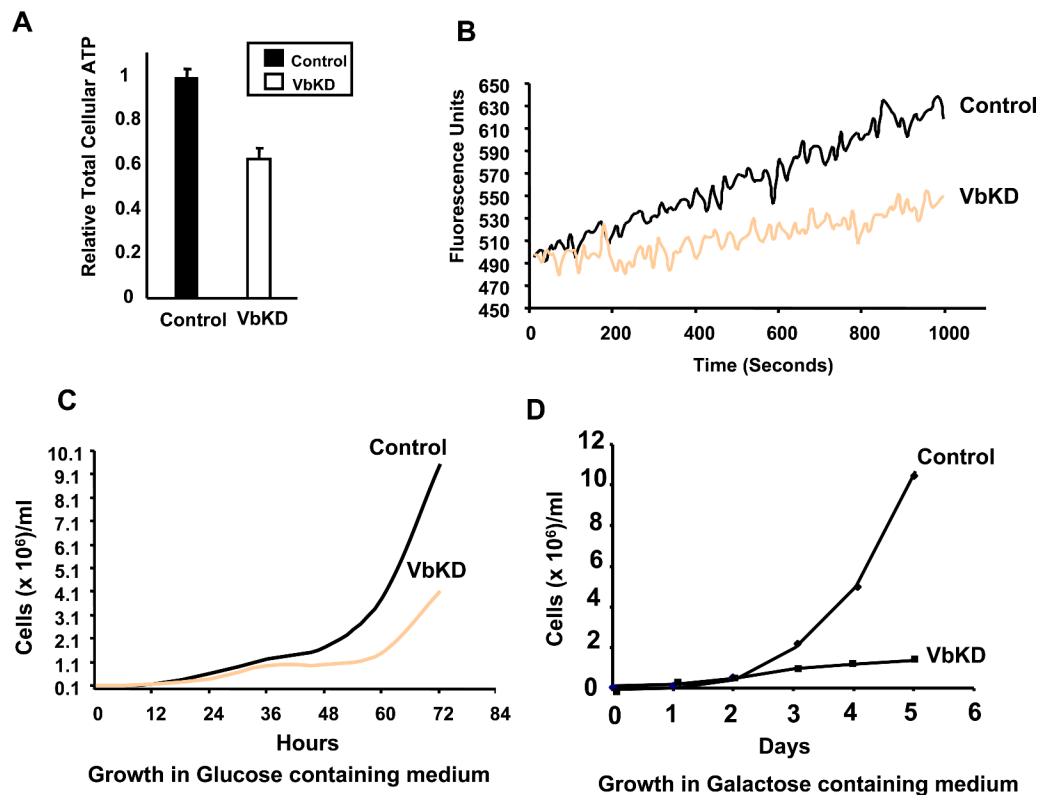 A
Relative Total Cellular ATP
1
0.8
0.6
0.4
0.2
0
Control
VbKD
Control VbKD
B
Fluorescence Units
650
630
610
590
570
550
530
510
490
470
450
Control
VbKD
0 200 400 600 800 1000
Time (Seconds)
C
Cells (x 10⁶)/ml
10.1
9.1
8.1
7.1
6.1
5.1
4.1
3.1
2.1
1.1
0.1
Control
VbKD
0 12 24 36 48 60 72 84
Hours
Growth in Glucose containing medium
D
Cells (x 10⁶)/ml
12
10
8
6
4
2
0
Control
VbKD
0 1 2 3 4 5 6
Days
Growth in Galactose containing medium